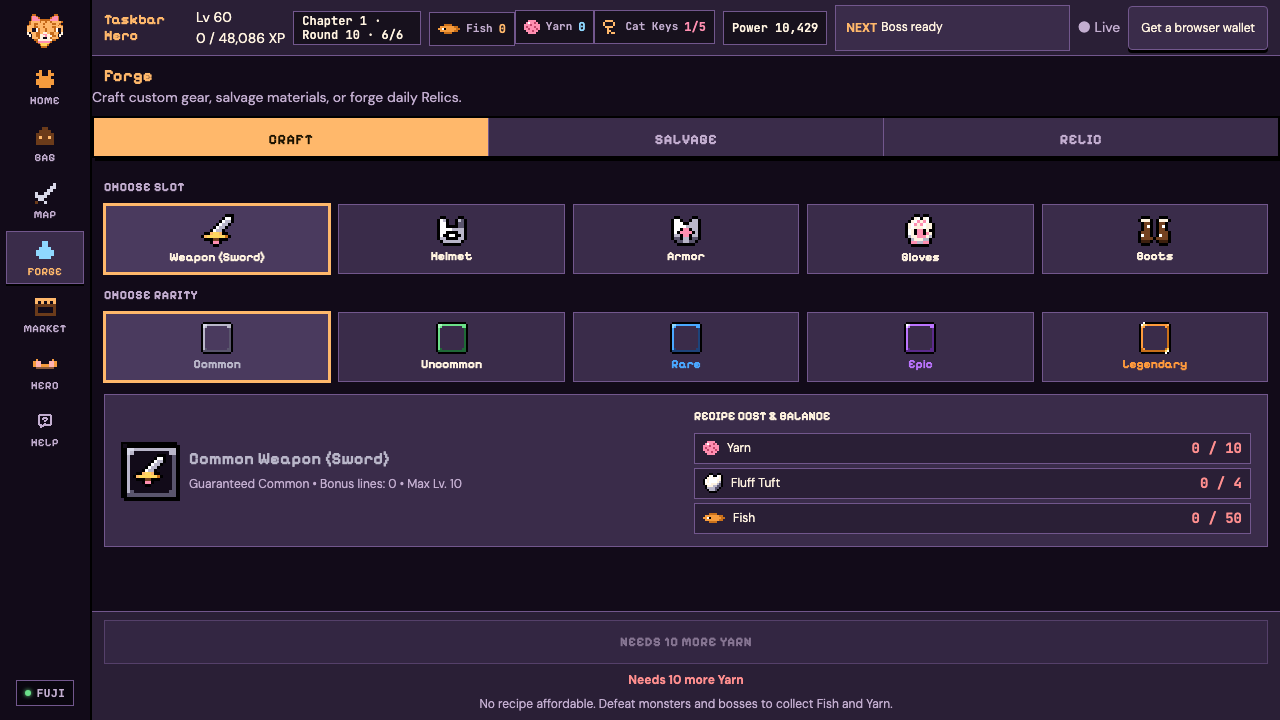 Taskbar Hero
Lv 60
0 / 48,086 XP
Chapter 1 · Round 10 · 6/6
Fish 0
Yarn 0
Cat Keys 1/5
Power 10,429
NEXT Boss ready
Live
Get a browser wallet
HOME
BAG
MAP
FORGE
MARKET
HERO
HELP
FUJI
Forge
Craft custom gear, salvage materials, or forge daily Relics.
CRAFT
SALVAGE
RELIC
CHOOSE SLOT
Weapon (Sword)
Helmet
Armor
Gloves
Boots
CHOOSE RARITY
Common
Uncommon
Rare
Epic
Legendary
Common Weapon (Sword)
Guaranteed Common • Bonus lines: 0 • Max Lv. 10
RECIPE COST & BALANCE
Yarn 0 / 10
Fluff Tuft 0 / 4
Fish 0 / 50
NEEDS 10 MORE YARN
Needs 10 more Yarn
No recipe affordable. Defeat monsters and bosses to collect Fish and Yarn.